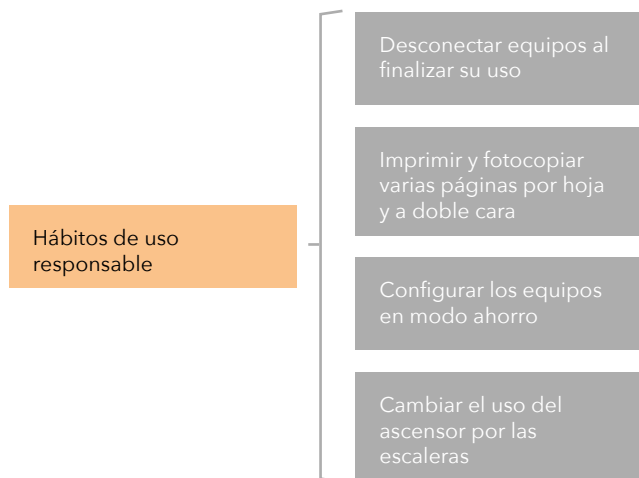 Desconectar equipos al
finalizar su uso
Imprimir y fotocopiar
varias páginas por hoja
y a doble cara
Hábitos de uso
responsable
Configurar los equipos
en modo ahorro
Cambiar el uso del
ascensor por las
escaleras